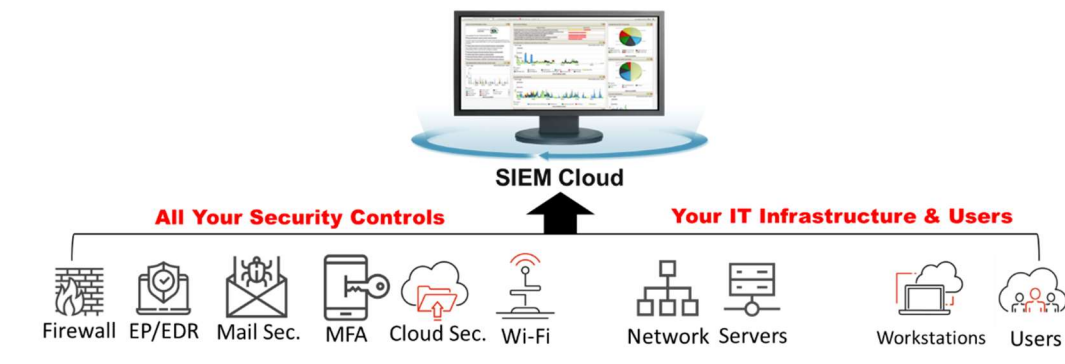 SIEM Cloud
All Your Security Controls
Your IT Infrastructure & Users
Firewall
EP/EDR
Mail Sec.
MFA
Cloud Sec.
Wi-Fi
Network
Servers
Workstations
Users